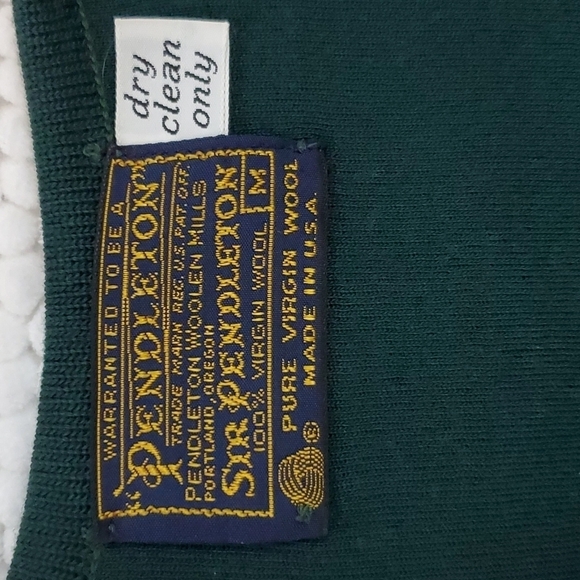 dry
clean
only
WARRANTED TO BE A
"PENDLETON"
TRADE MARK REG. U.S. PAT. OFF.
PENDLETON WOOLEN MILLS
PORTLAND, OREGON
SIR PENDLETON
100% VIRGIN WOOL M
PURE VIRGIN WOOL
MADE IN U.S.A.
®